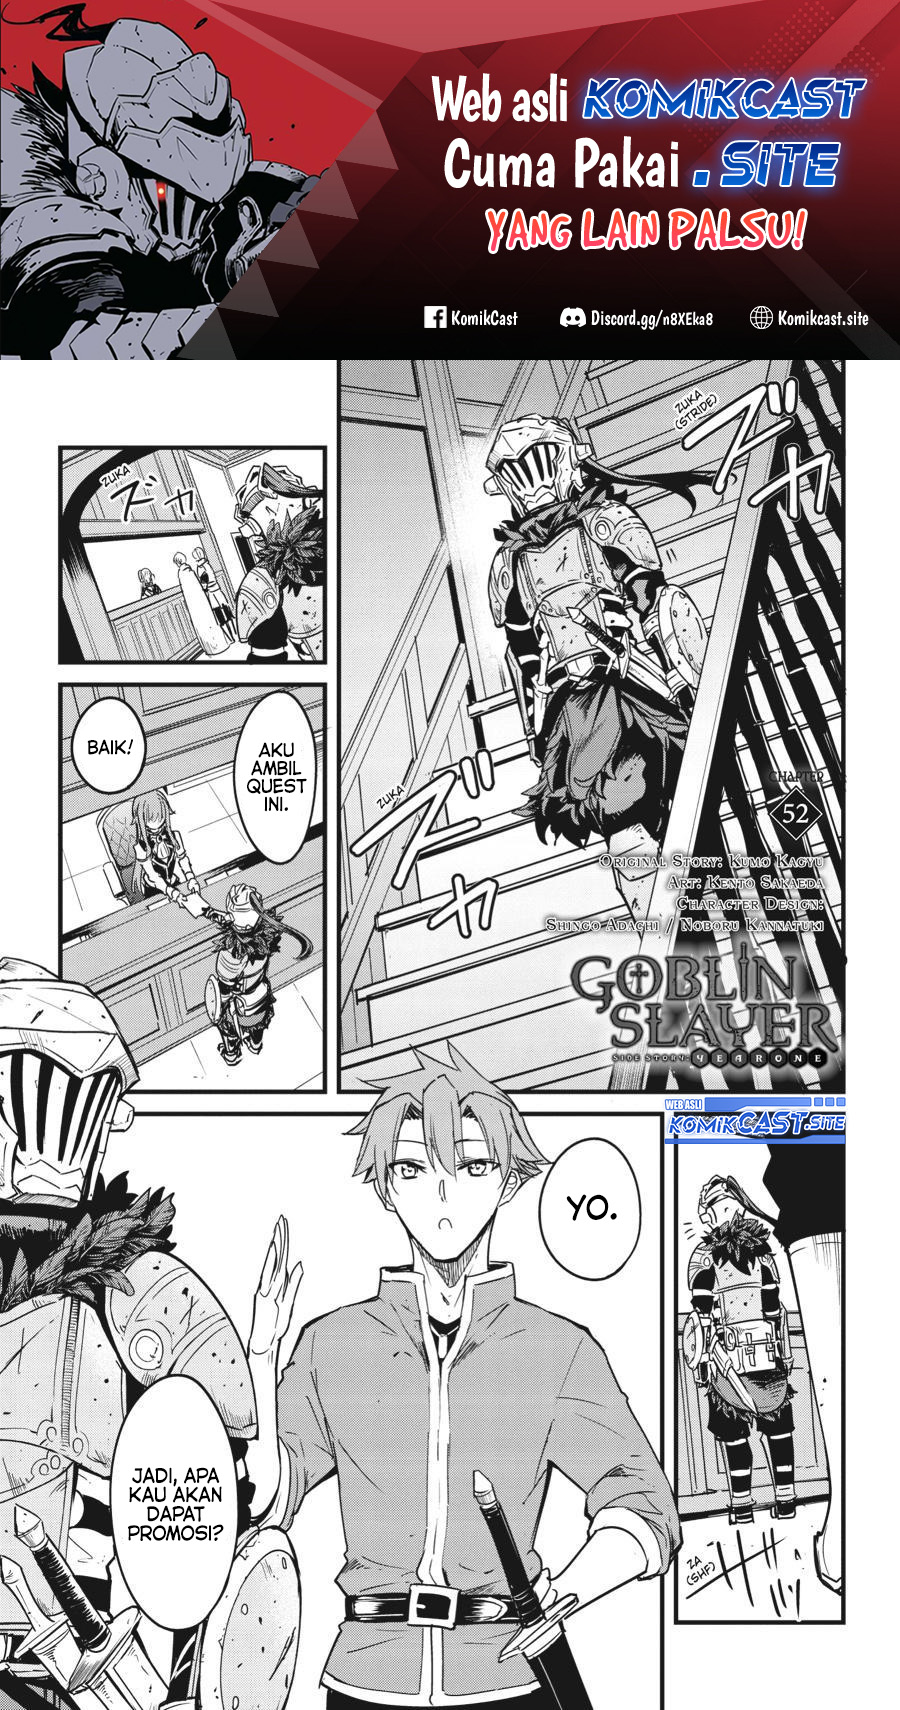 Web asli KOMIKCAST
Cuma Pakai .SITE
YANG LAIN PALSU!
KomikCast
Discord.gg/n8XEka8
Komikcast.site
ZUKA
(STRIDE)
ズカ
ZUKA
ズカ
ZUKA
ズカ
CHAPTER
52
ORIGINAL STORY: KUMO KAGYU
ART: KENTO SAKAEDA
CHARACTER DESIGN:
SHINGO ADACHI / NOBORU KANNATUKI
GOBLIN
SLAYER
SIDE STORY: YEAR ONE
AKU
AMBIL
QUEST
INI.
BAIK!
WEB ASLI
KOMIKCAST.SITE
ZA
(SHF)
ザッ
YO.
JADI, APA
KAU AKAN
DAPAT
PROMOSI?